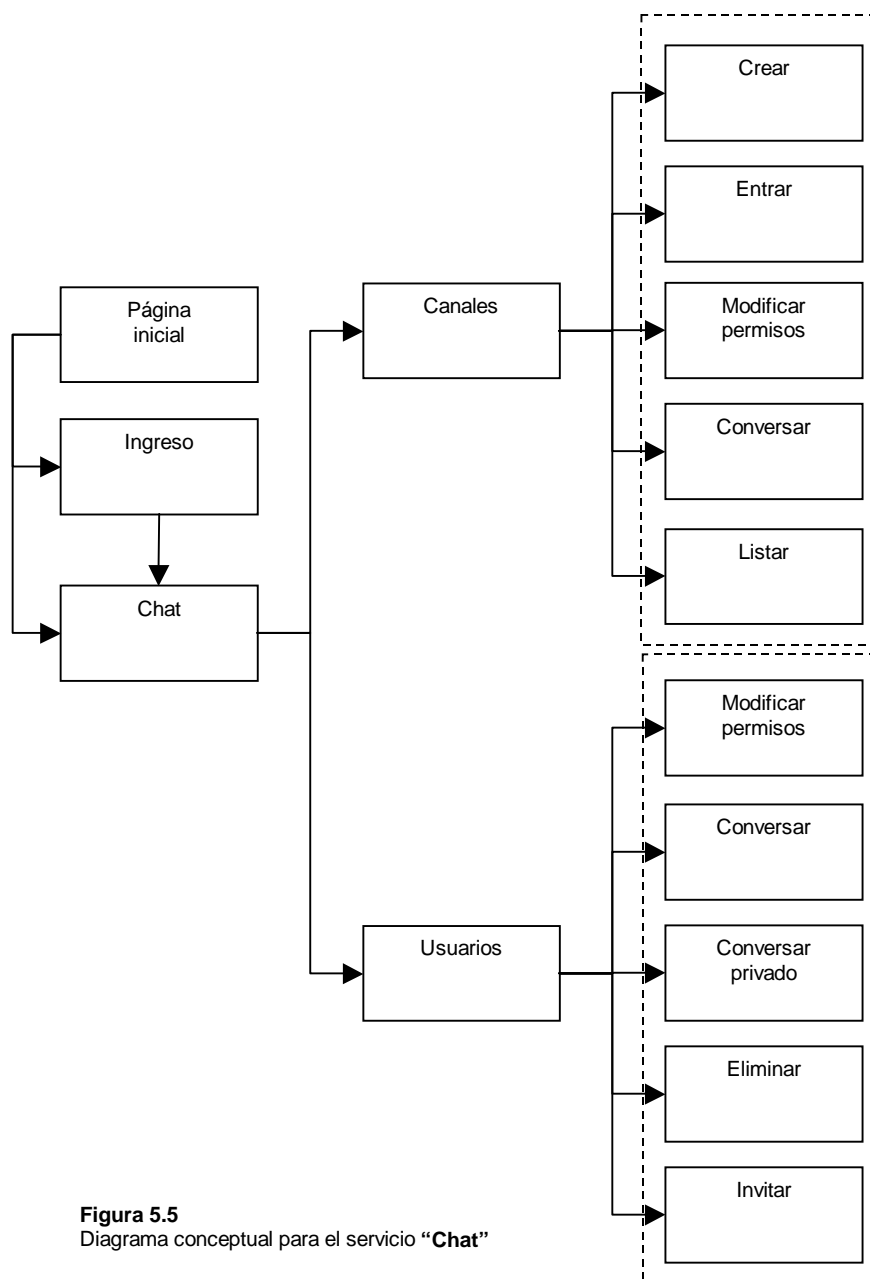 Crear
Entrar
Página
inicial
Canales
Modificar
permisos
Ingreso
Conversar
Chat
Listar
Modificar
permisos
Conversar
Usuarios
Conversar
privado
Eliminar
Invitar
Figura 5.5
Diagrama conceptual para el servicio “Chat”